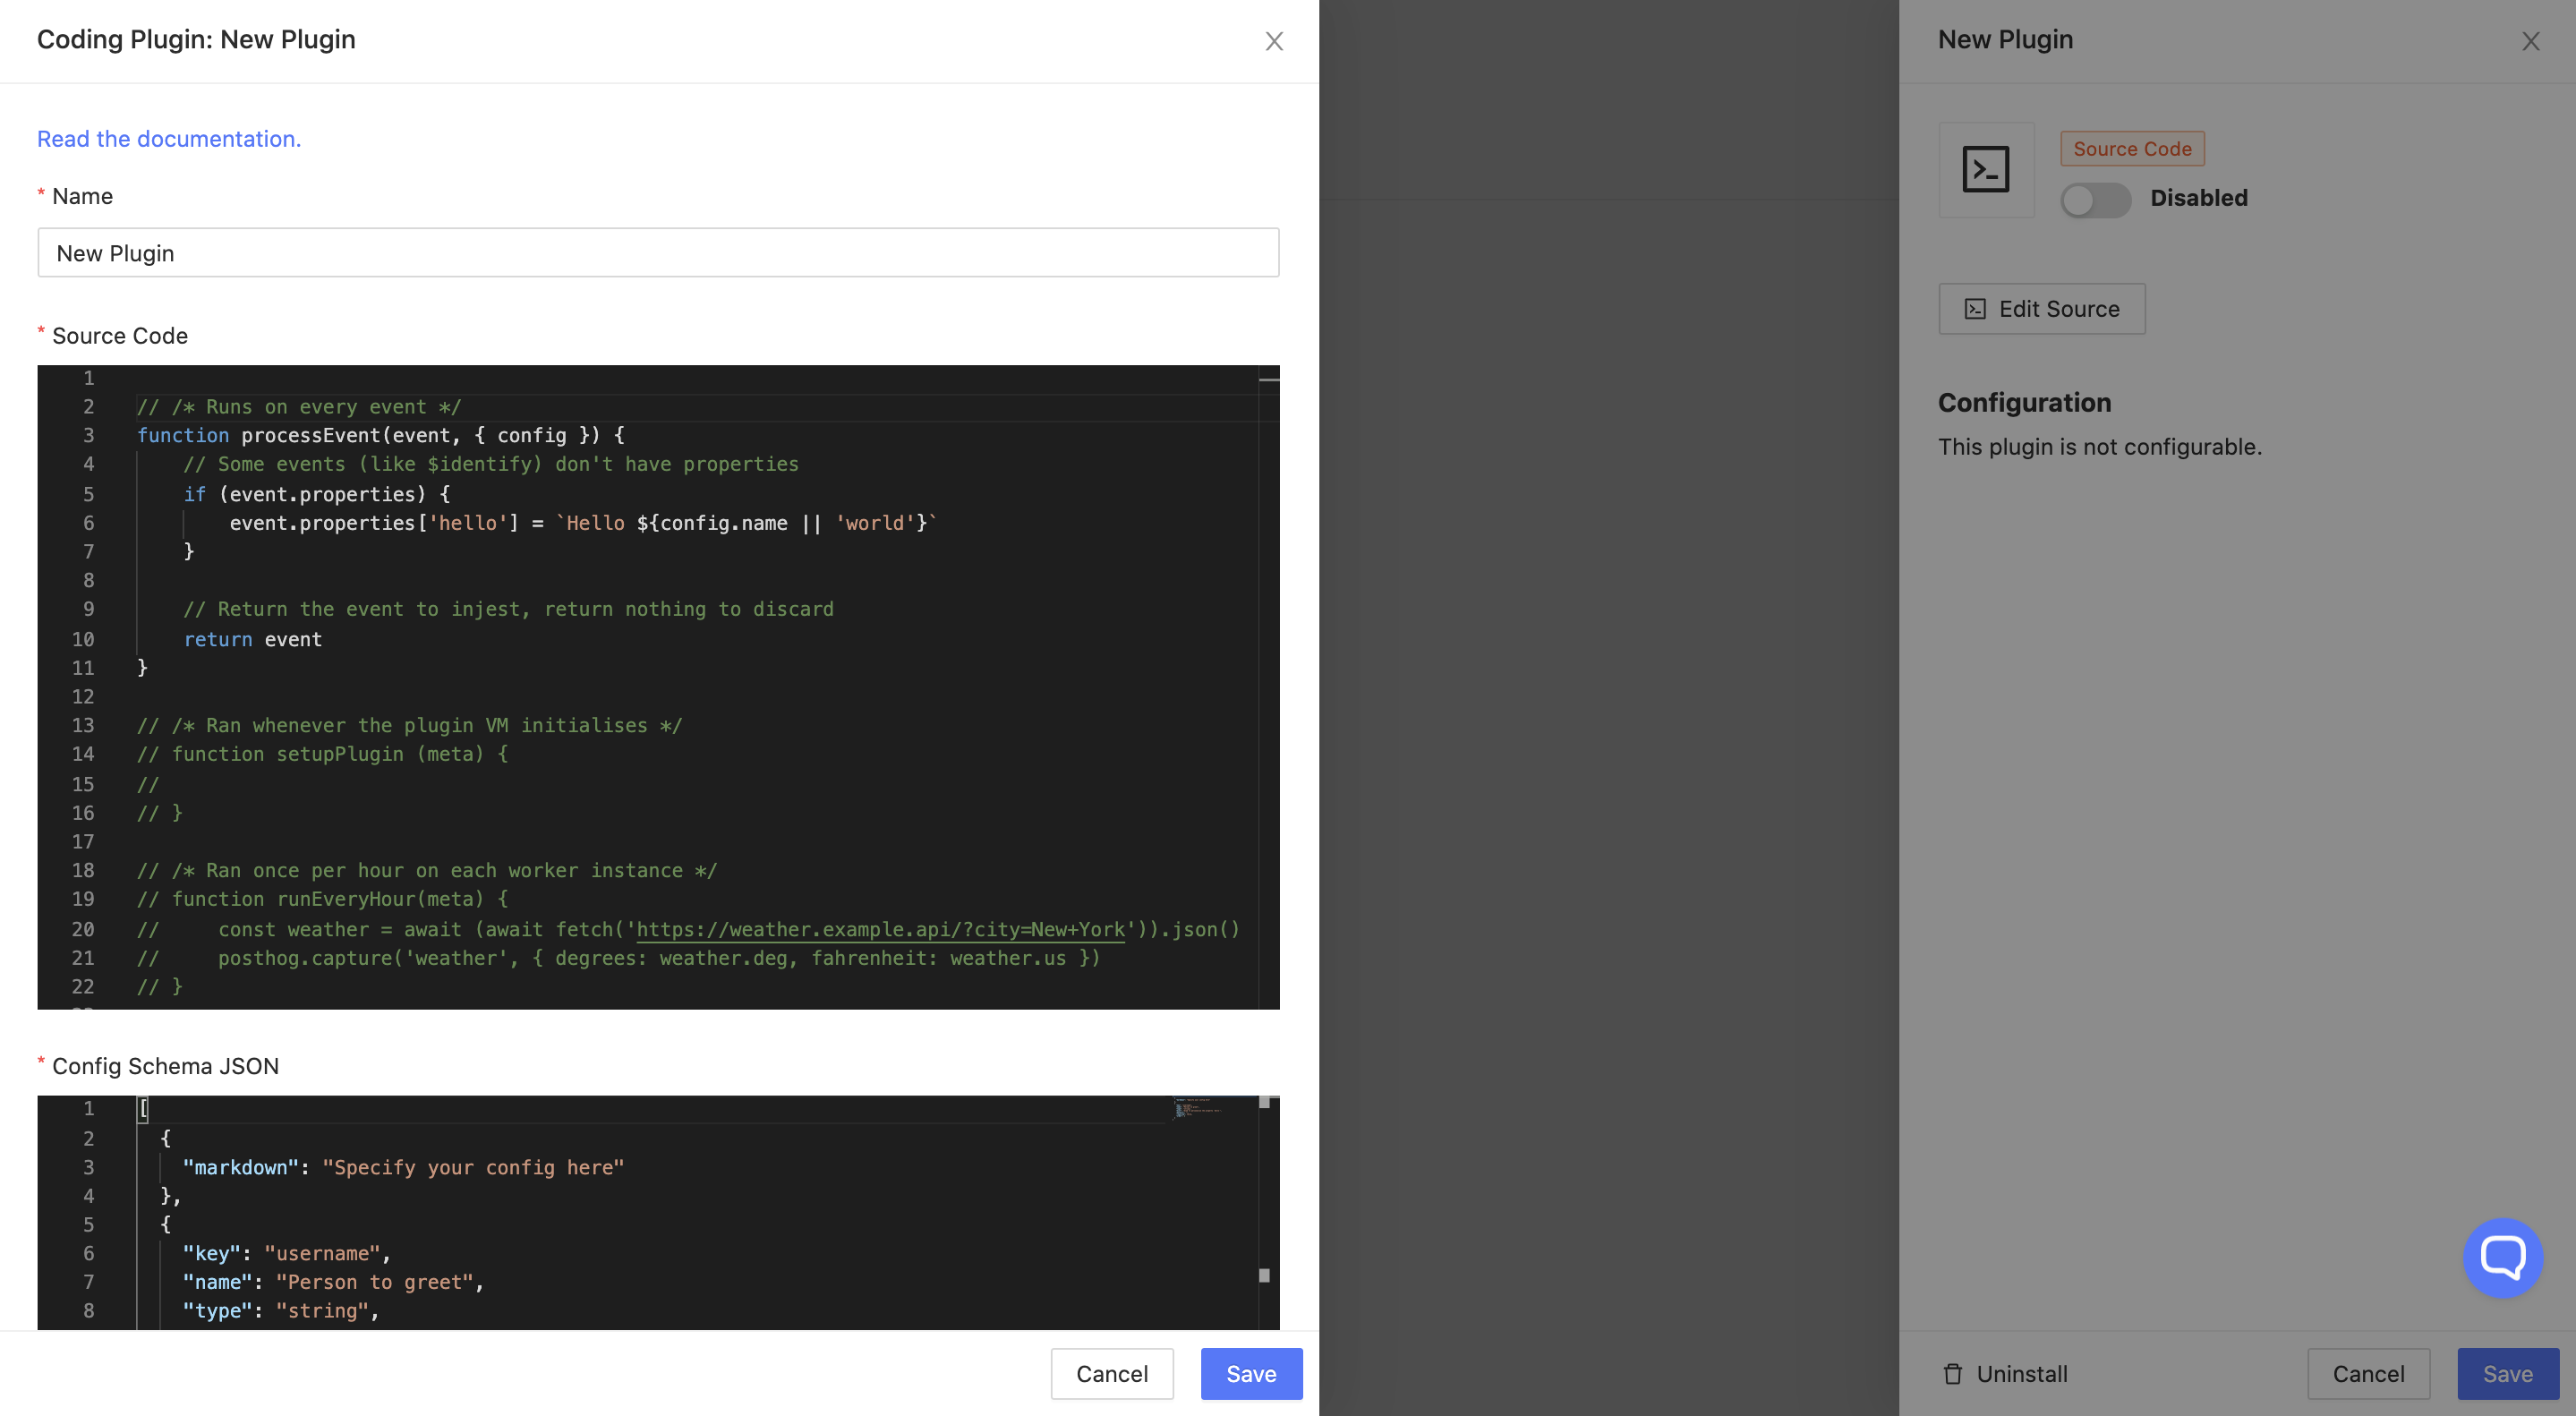 Coding Plugin: New Plugin
Read the documentation.
* Name
New Plugin
* Source Code
1
2 // /* Runs on every event */
3 function processEvent(event, { config }) {
4     // Some events (like $identify) don't have properties
5     if (event.properties) {
6         event.properties['hello'] = `Hello ${config.name || 'world'}`
7     }
8
9     // Return the event to injest, return nothing to discard
10     return event
11 }
12
13 // /* Ran whenever the plugin VM initialises */
14 // function setupPlugin (meta) {
15 //
16 // }
17
18 // /* Ran once per hour on each worker instance */
19 // function runEveryHour(meta) {
20 //     const weather = await (await fetch('https://weather.example.api/?city=New+York')).json()
21 //     posthog.capture('weather', { degrees: weather.deg, fahrenheit: weather.us })
22 // }
* Config Schema JSON
1 [
2   {
3     "markdown": "Specify your config here"
4   },
5   {
6     "key": "username",
7     "name": "Person to greet",
8     "type": "string",
Cancel
Save
New Plugin
Source Code
Disabled
Edit Source
Configuration
This plugin is not configurable.
Uninstall
Cancel
Save